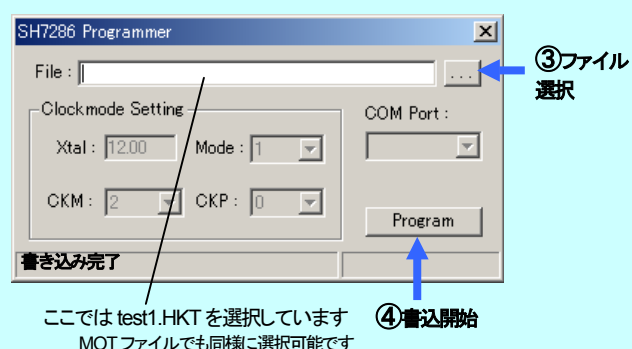 SH7286 Programmer
File :
...
③ファイル
選択
Clockmode Setting
COM Port :
Xtal : 12.00 Mode : 1
CKM : 2 CKP : 0
Program
書き込み完了
ここでは test1.HKT を選択しています
④書込開始
MOT ファイルでも同様に選択可能です